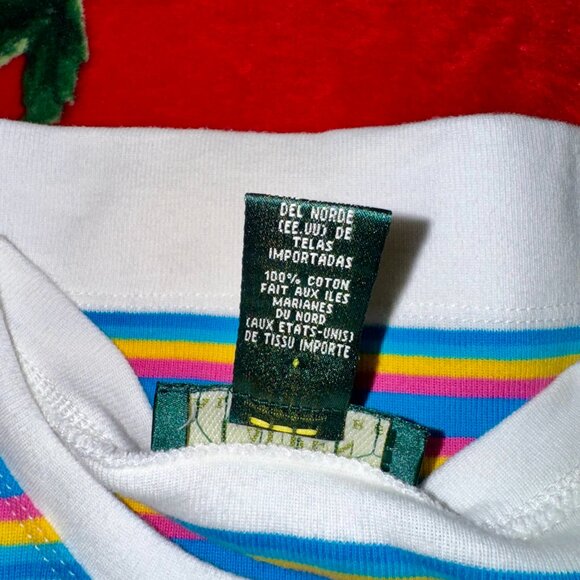 DEL NORDE
(EE.UU) DE
TELAS
IMPORTADAS
100% COTON
FAIT AUX ILES
MARIANES
DU NORD
(AUX ETATS-UNIS)
DE TISSU IMPORTE